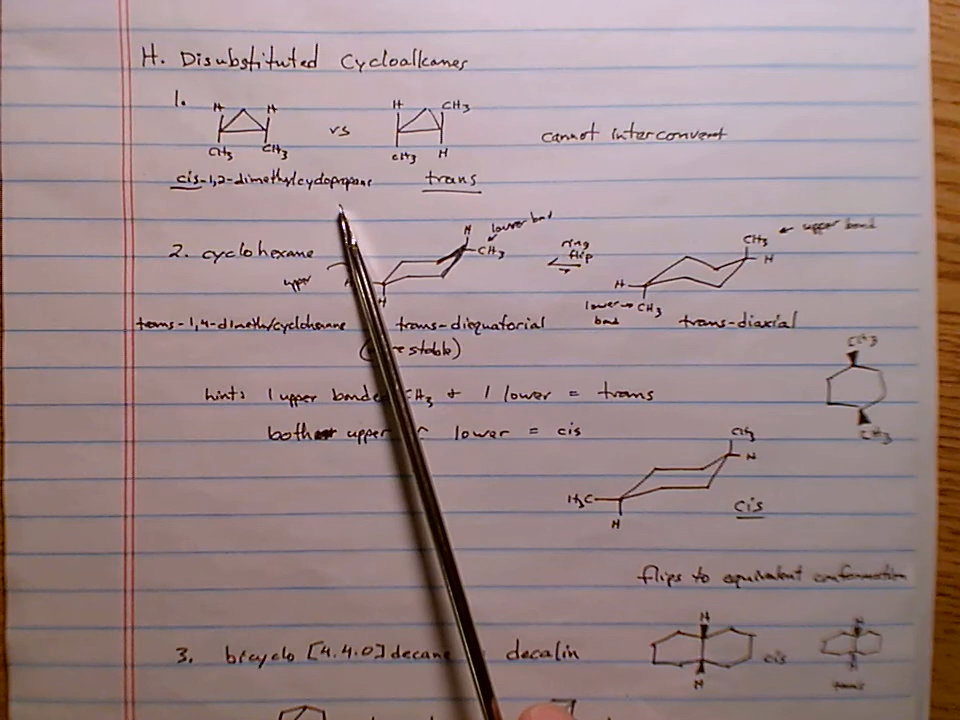 H. Disubstituted Cycloalkanes
1.
H H
CH3 CH3
vs
H CH3
CH3 H
cannot interconvert
cis-1,2-dimethylcyclopropane
trans
2. cyclohexane
upper
H
H
lower bond
CH3
H
ring
flip
CH3
upper bond
H
H
lower → CH3
bond
trans-1,4-dimethylcyclohexane
trans-diequatorial
stable)
trans-diaxial
CH3
CH3
hint: 1 upper bonded CH3 + 1 lower = trans
both upper lower = cis
CH3
H
H3C
H
cis
flips to equivalent conformation
3. bicyclo [4.4.0] decane
decalin
H
H
cis
H
H
trans